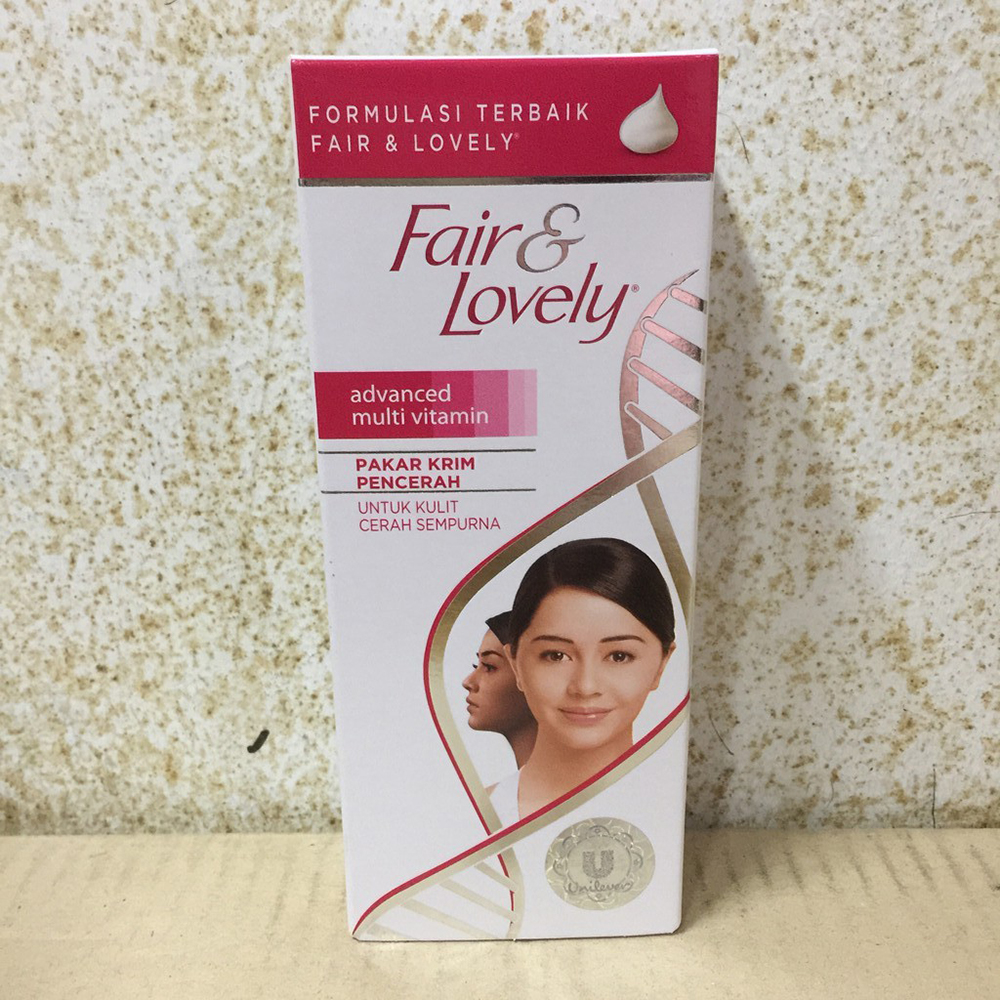 FORMULASI TERBAIK
FAIR & LOVELY®
Fair &
Lovely®
advanced
multi vitamin
PAKAR KRIM
PENCERAH
UNTUK KULIT
CERAH SEMPURNA
Unilever